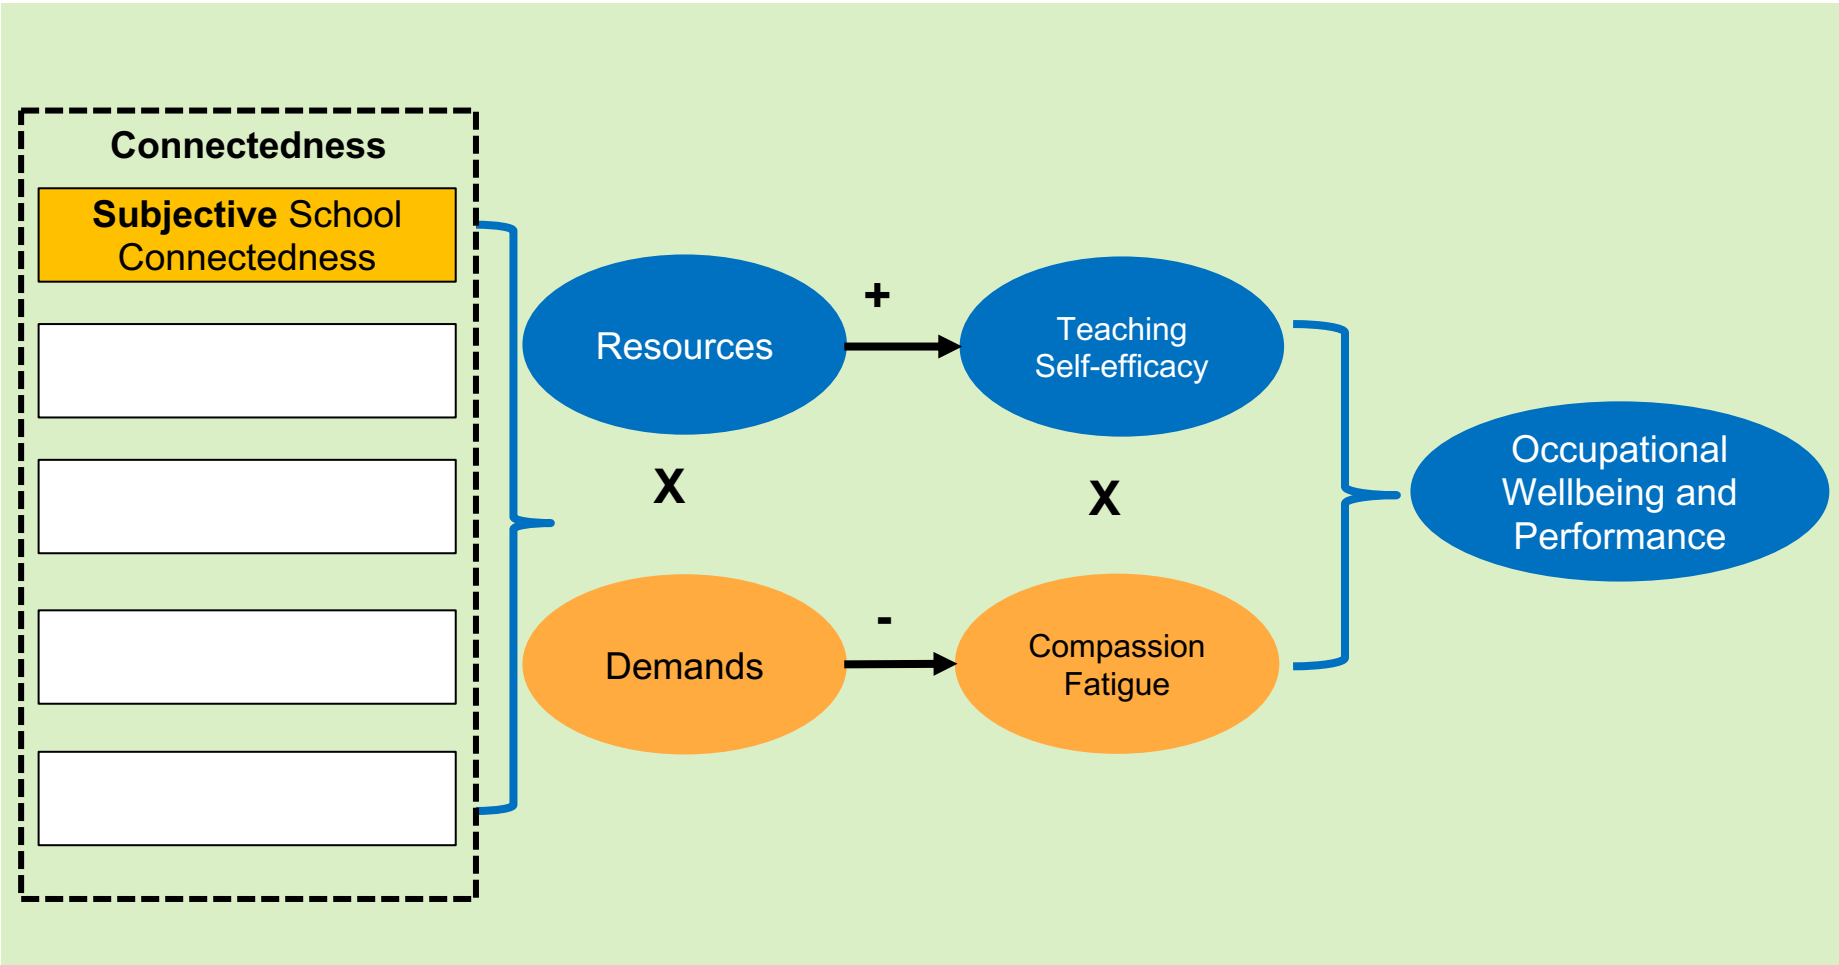 Connectedness
Subjective School
Connectedness
Resources
+
Teaching
Self-efficacy
X
X
Occupational
Wellbeing and
Performance
Demands
-
Compassion
Fatigue